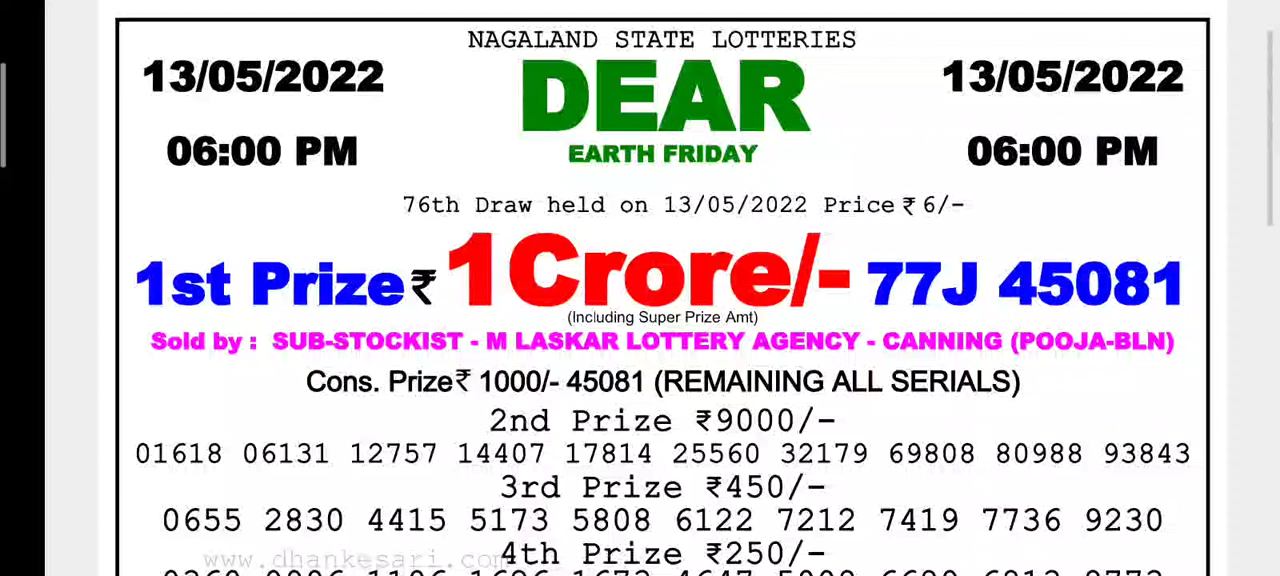 NAGALAND STATE LOTTERIES
13/05/2022 DEAR 13/05/2022
06:00 PM EARTH FRIDAY 06:00 PM
76th Draw held on 13/05/2022 Price ₹ 6/-
1st Prize ₹ 1Crore/- 77J 45081
(Including Super Prize Amt)
Sold by : SUB-STOCKIST - M LASKAR LOTTERY AGENCY - CANNING (POOJA-BLN)
Cons. Prize ₹ 1000/- 45081 (REMAINING ALL SERIALS)
2nd Prize ₹9000/-
01618 06131 12757 14407 17814 25560 32179 69808 80988 93843
3rd Prize ₹450/-
0655 2830 4415 5173 5808 6122 7212 7419 7736 9230
www.dhankesari.com
4th Prize ₹250/-